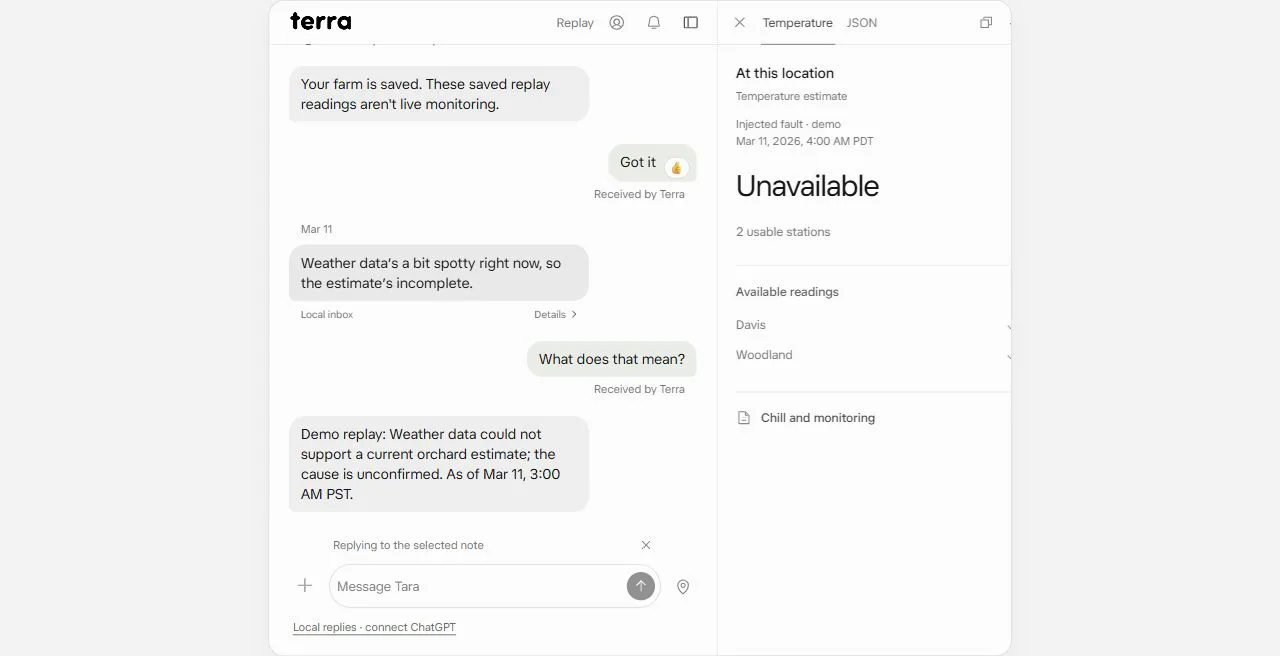 terra
Replay
Your farm is saved. These saved replay
readings aren't live monitoring.
Got it 👍
Received by Terra
Mar 11
Weather data's a bit spotty right now, so
the estimate's incomplete.
Local inbox
Details
What does that mean?
Received by Terra
Demo replay: Weather data could not
support a current orchard estimate; the
cause is unconfirmed. As of Mar 11, 3:00
AM PST.
Replying to the selected note
Message Tara
Local replies · connect ChatGPT
Temperature
JSON
At this location
Temperature estimate
Injected fault · demo
Mar 11, 2026, 4:00 AM PDT
Unavailable
2 usable stations
Available readings
Davis
Woodland
Chill and monitoring